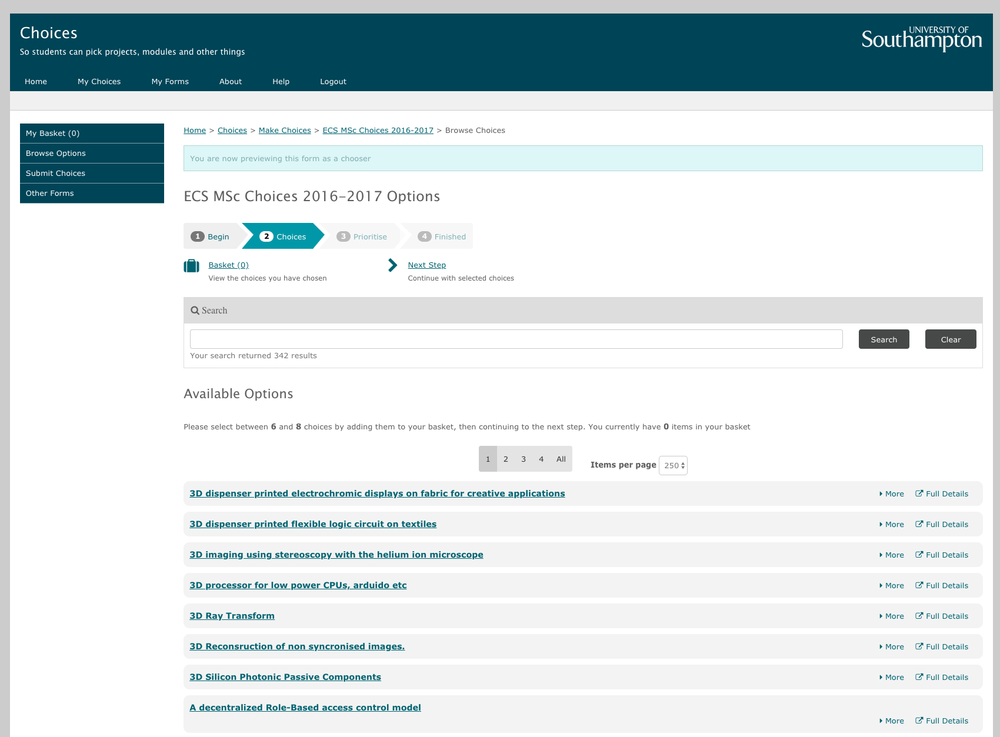 Choices
So students can pick projects, modules and other things
UNIVERSITY OF
Southampton
Home My Choices My Forms About Help Logout
My Basket (0)
Browse Options
Submit Choices
Other Forms
Home > Choices > Make Choices > ECS MSc Choices 2016-2017 > Browse Choices
You are now previewing this form as a chooser
ECS MSc Choices 2016-2017 Options
1 Begin 2 Choices 3 Prioritise 4 Finished
Basket (0) Next Step
View the choices you have chosen Continue with selected choices
Search
Search Clear
Your search returned 342 results
Available Options
Please select between 6 and 8 choices by adding them to your basket, then continuing to the next step. You currently have 0 items in your basket
1 2 3 4 All Items per page 250
3D dispenser printed electrochromic displays on fabric for creative applications More Full Details
3D dispenser printed flexible logic circuit on textiles More Full Details
3D imaging using stereoscopy with the helium ion microscope More Full Details
3D processor for low power CPUs, arduido etc More Full Details
3D Ray Transform More Full Details
3D Reconsruction of non syncronised images. More Full Details
3D Silicon Photonic Passive Components More Full Details
A decentralized Role-Based access control model
More Full Details